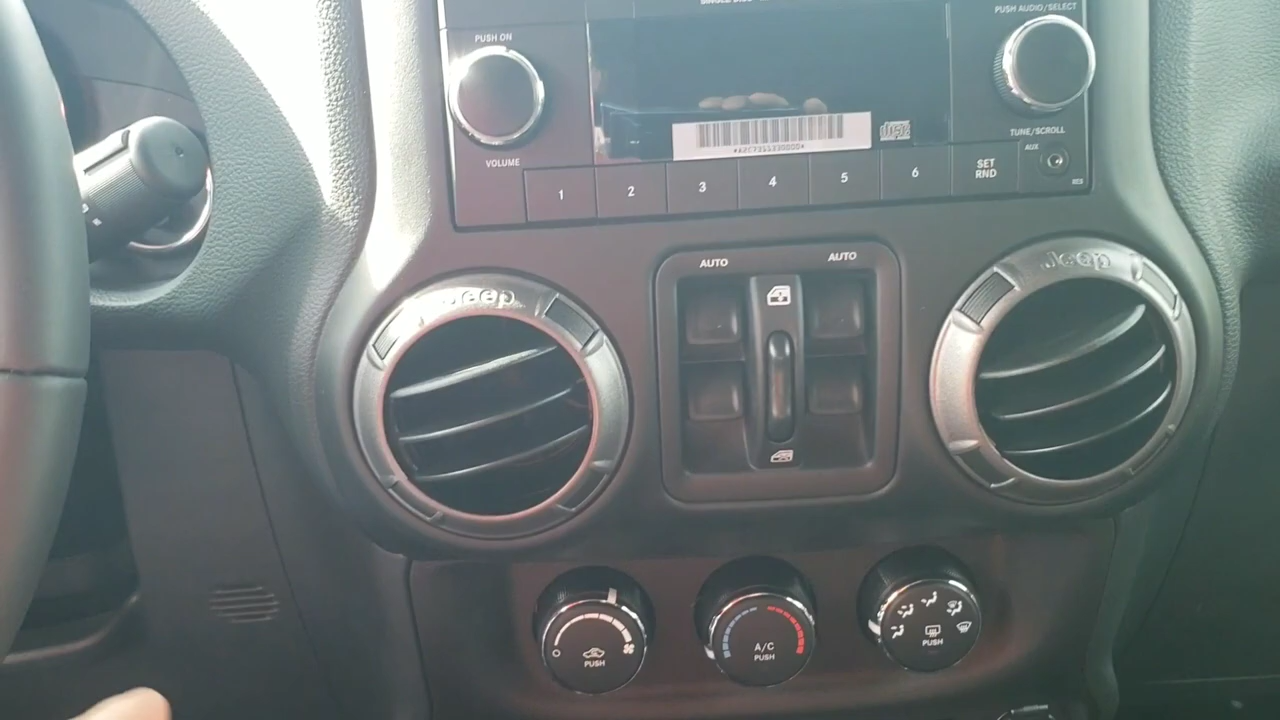 PUSH ON
PUSH AUDIO/SELECT
VOLUME
TUNE/SCROLL
AUX
1
2
3
4
5
6
SET
RND
AUTO
AUTO
Jeep
Jeep
PUSH
A/C
PUSH
PUSH